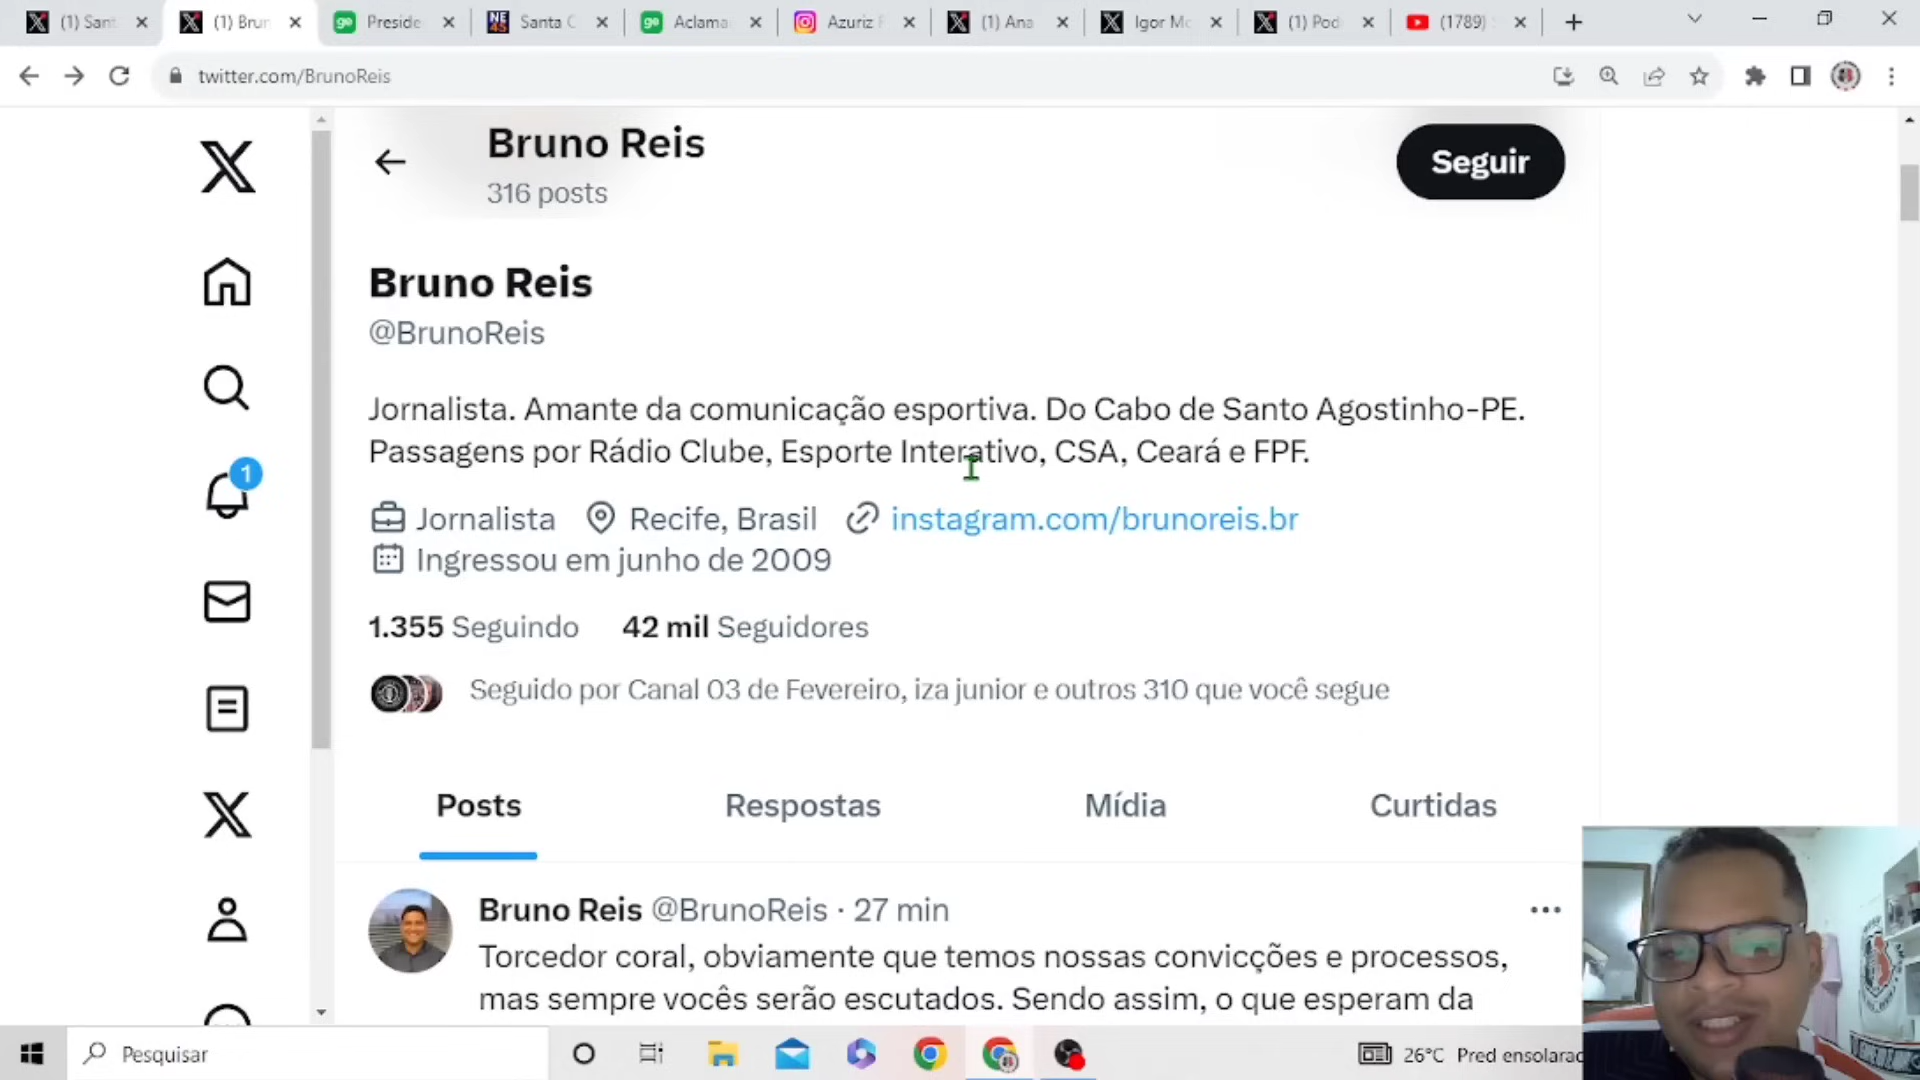 (1) Sant
(1) Brun
Preside
Santa C
Aclama
Azuriz F
(1) Ana
Igor Mo
(1) Pod
(1789)
twitter.com/BrunoReis
Bruno Reis
316 posts
Seguir
Bruno Reis
@BrunoReis
Jornalista. Amante da comunicação esportiva. Do Cabo de Santo Agostinho-PE.
Passagens por Rádio Clube, Esporte Interativo, CSA, Ceará e FPF.
Jornalista Recife, Brasil instagram.com/brunoreis.br
Ingressou em junho de 2009
1.355 Seguindo 42 mil Seguidores
Seguido por Canal 03 de Fevereiro, iza junior e outros 310 que você segue
1
Posts Respostas Mídia Curtidas
Bruno Reis @BrunoReis · 27 min
Torcedor coral, obviamente que temos nossas convicções e processos,
mas sempre vocês serão escutados. Sendo assim, o que esperam da
Pesquisar
26°C Pred ensolarad